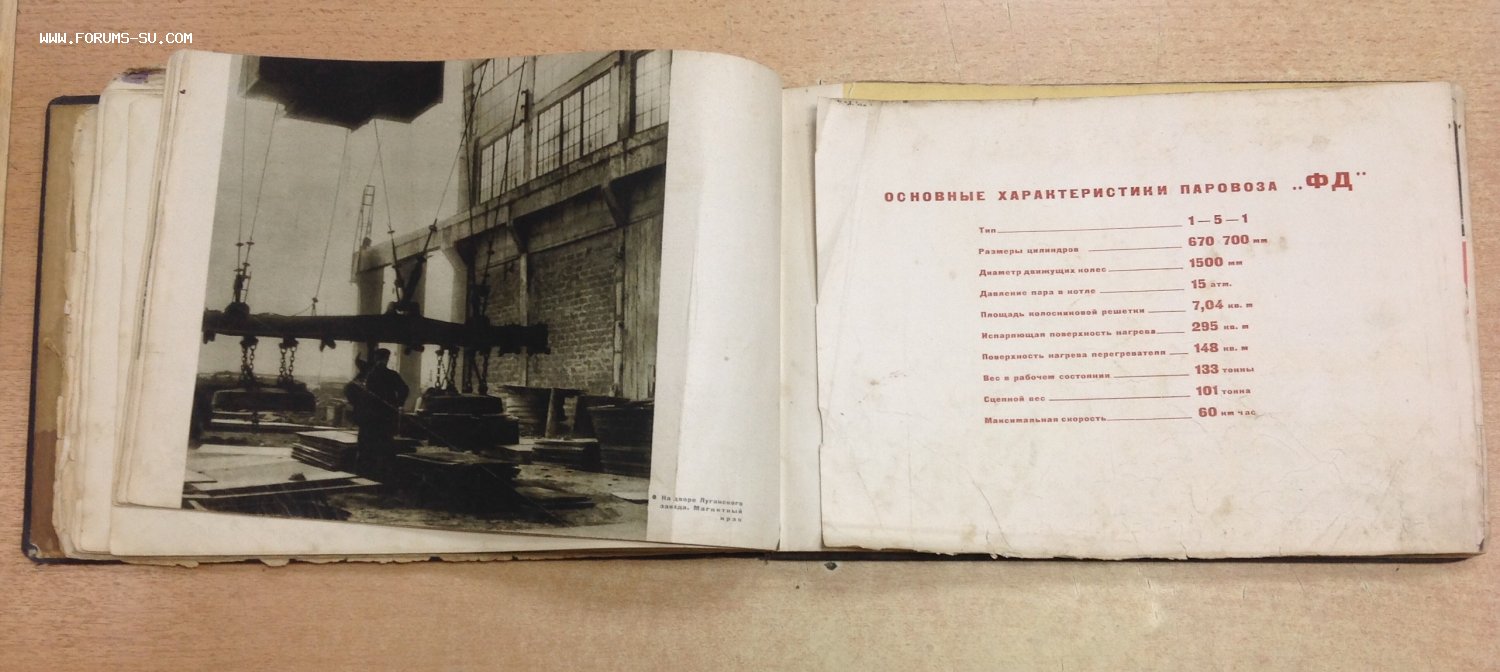 WWW.FORUMS-SU.COM
На дворе Луганского
завода. Магнитный
кран
ОСНОВНЫЕ ХАРАКТЕРИСТИКИ ПАРОВОЗА „ФД“
Тип 1—5—1
Размеры цилиндров 670 700 мм
Диаметр движущих колес 1500 мм
Давление пара в котле 15 атм.
Площадь колосниковой решетки 7,04 кв. м
Испаряющая поверхность нагрева 295 кв. м
Поверхность нагрева перегревателя 148 кв. м
Вес в рабочем состоянии 133 тонны
Сцепной вес 101 тонна
Максимальная скорость 60 км час